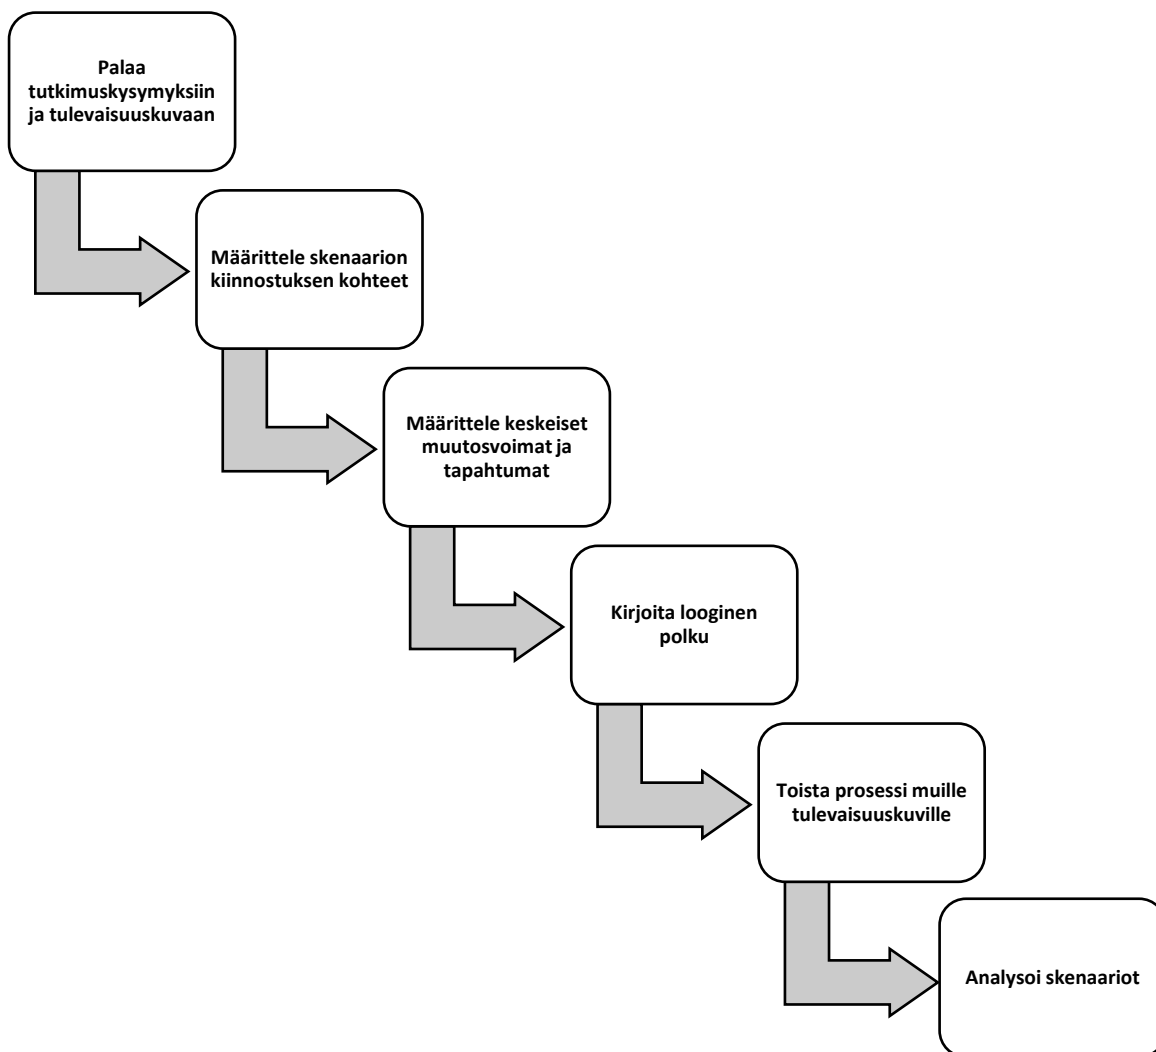 Palaa
tutkimuskysymyksiin
ja tulevaisuuskuvaan
Määrittele skenaarion
kiinnostuksen kohteet
Määrittele keskeiset
muutosvoimat ja
tapahtumat
Kirjoita looginen
polku
Toista prosessi muille
tulevaisuuskuville
Analysoi skenaariot